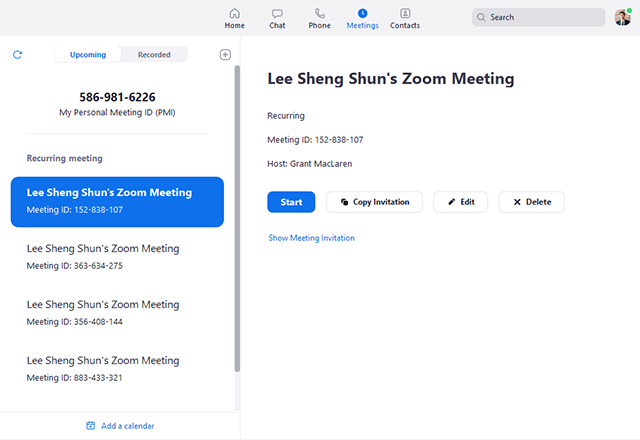 Home
Chat
Phone
Meetings
Contacts
Search
Upcoming
Recorded
586-981-6226
My Personal Meeting ID (PMI)
Recurring meeting
Lee Sheng Shun's Zoom Meeting
Meeting ID: 152-838-107
Lee Sheng Shun's Zoom Meeting
Meeting ID: 363-634-275
Lee Sheng Shun's Zoom Meeting
Meeting ID: 356-408-144
Lee Sheng Shun's Zoom Meeting
Meeting ID: 883-433-321
Add a calendar
Lee Sheng Shun's Zoom Meeting
Recurring
Meeting ID: 152-838-107
Host: Grant MacLaren
Start
Copy Invitation
Edit
Delete
Show Meeting Invitation